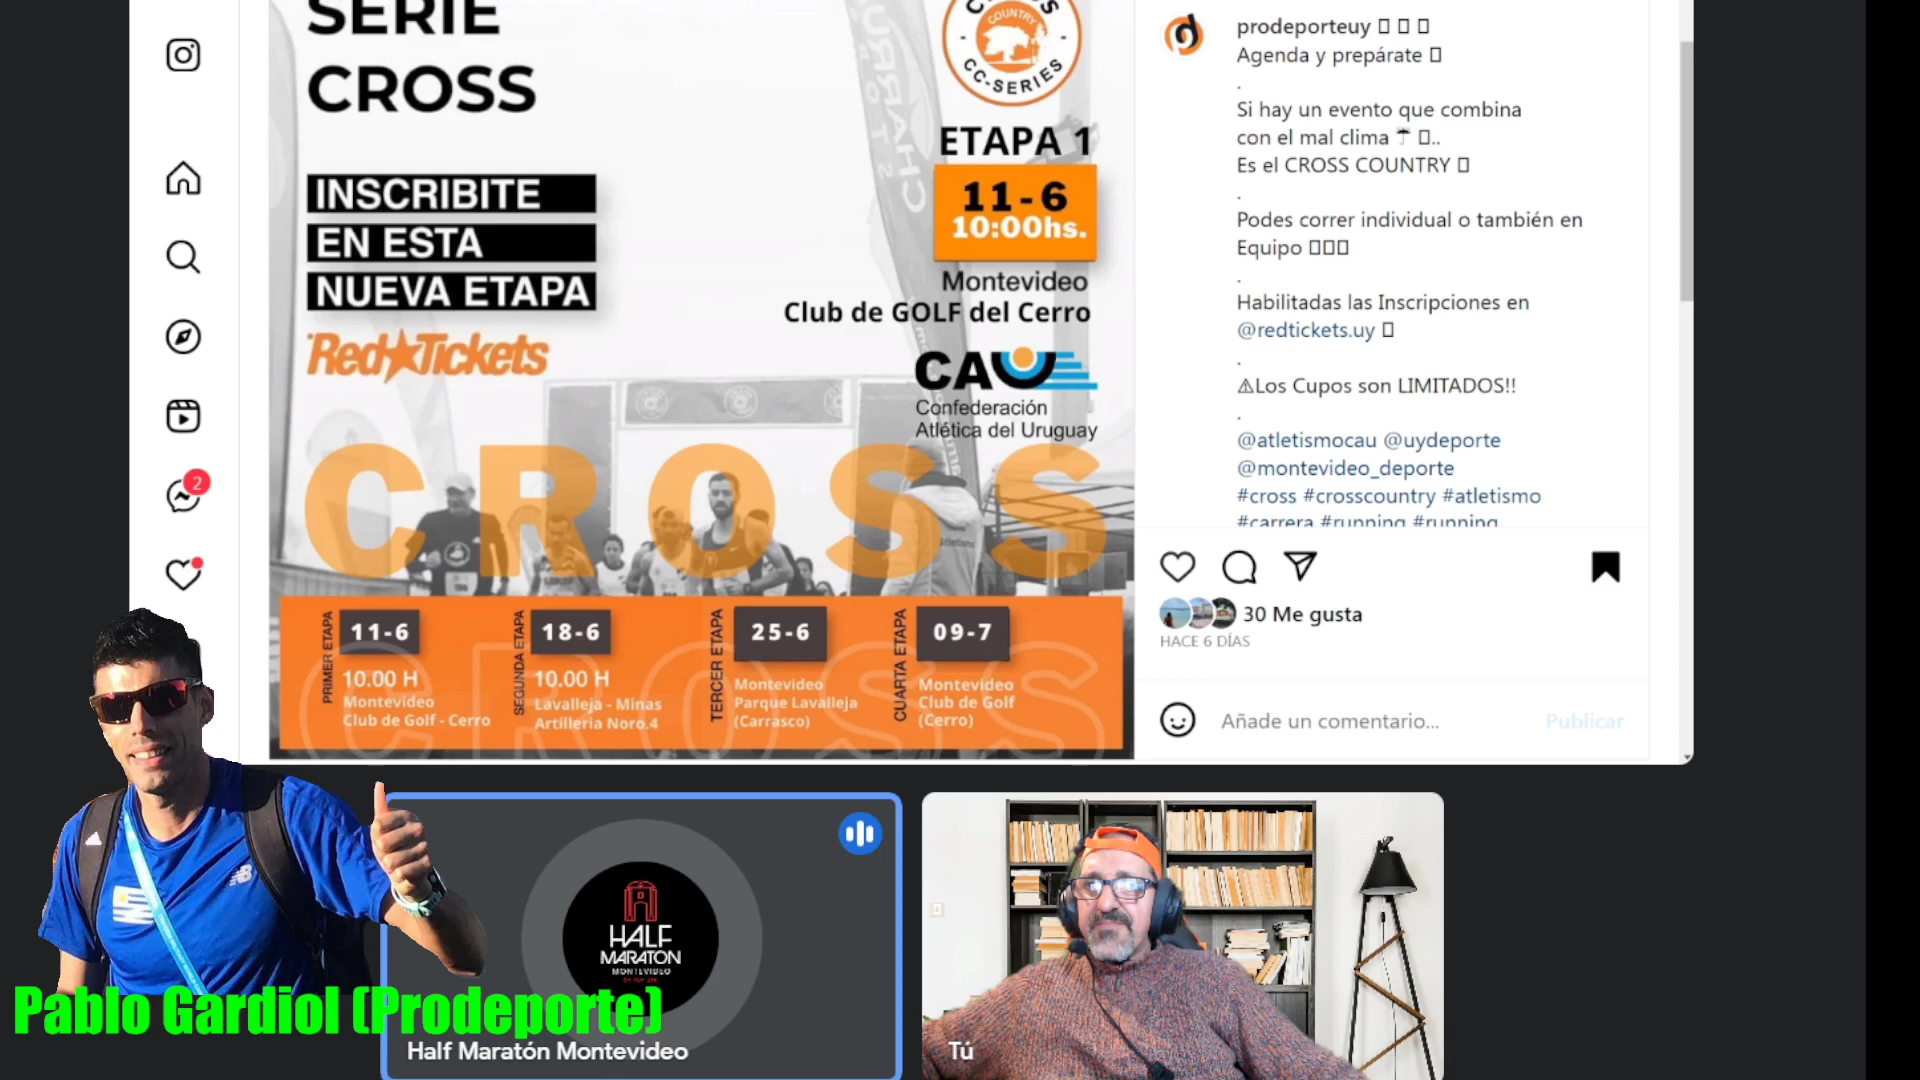 SERIE
CROSS
INSCRIBITE
EN ESTA
NUEVA ETAPA
RedTickets
COUNTRY
CC-SERIES
ETAPA 1
11-6
10:00hs.
Montevideo
Club de GOLF del Cerro
CAU
Confederación
Atlética del Uruguay
CROSS
PRIMER ETAPA
11-6
10.00 H
Montevideo
Club de Golf - Cerro
SEGUNDA ETAPA
18-6
10.00 H
Lavalleja - Minas
Artilleria Noro.4
TERCER ETAPA
25-6
Montevideo
Parque Lavalleja
(Carrasco)
CUARTA ETAPA
09-7
Montevideo
Club de Golf
(Cerro)
prodeporteuy
Agenda y prepárate
.
Si hay un evento que combina
con el mal clima ☂ ..
Es el CROSS COUNTRY
.
Podes correr individual o también en
Equipo
.
Habilitadas las Inscripciones en
@redtickets.uy
.
⚠Los Cupos son LIMITADOS!!
.
@atletismocau @uydeporte
@montevideo_deporte
#cross #crosscountry #atletismo
#carrera #running #running
30 Me gusta
HACE 6 DÍAS
Añade un comentario...
Publicar
2
HALF
MARATON
MONTEVIDEO
Pablo Gardiol (Prodeporte)
Half Maratón Montevideo
Tú